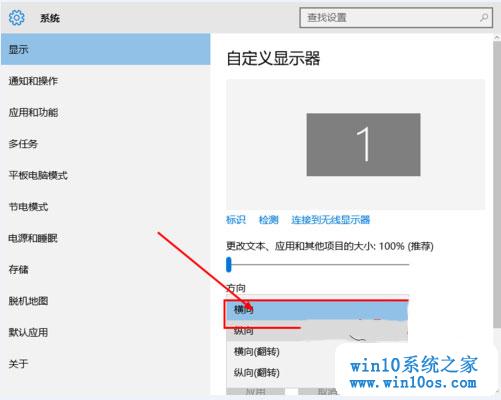 系统
查找设置
显示
通知和操作
应用和功能
多任务
平板电脑模式
节电模式
电源和睡眠
存储
脱机地图
默认应用
关于
自定义显示器
1
标识 检测 连接到无线显示器
更改文本、应用和其他项目的大小: 100% (推荐)
方向
横向
纵向
横向(翻转)
纵向(翻转)
应用 取消
win10系统之家
www.win10os.com